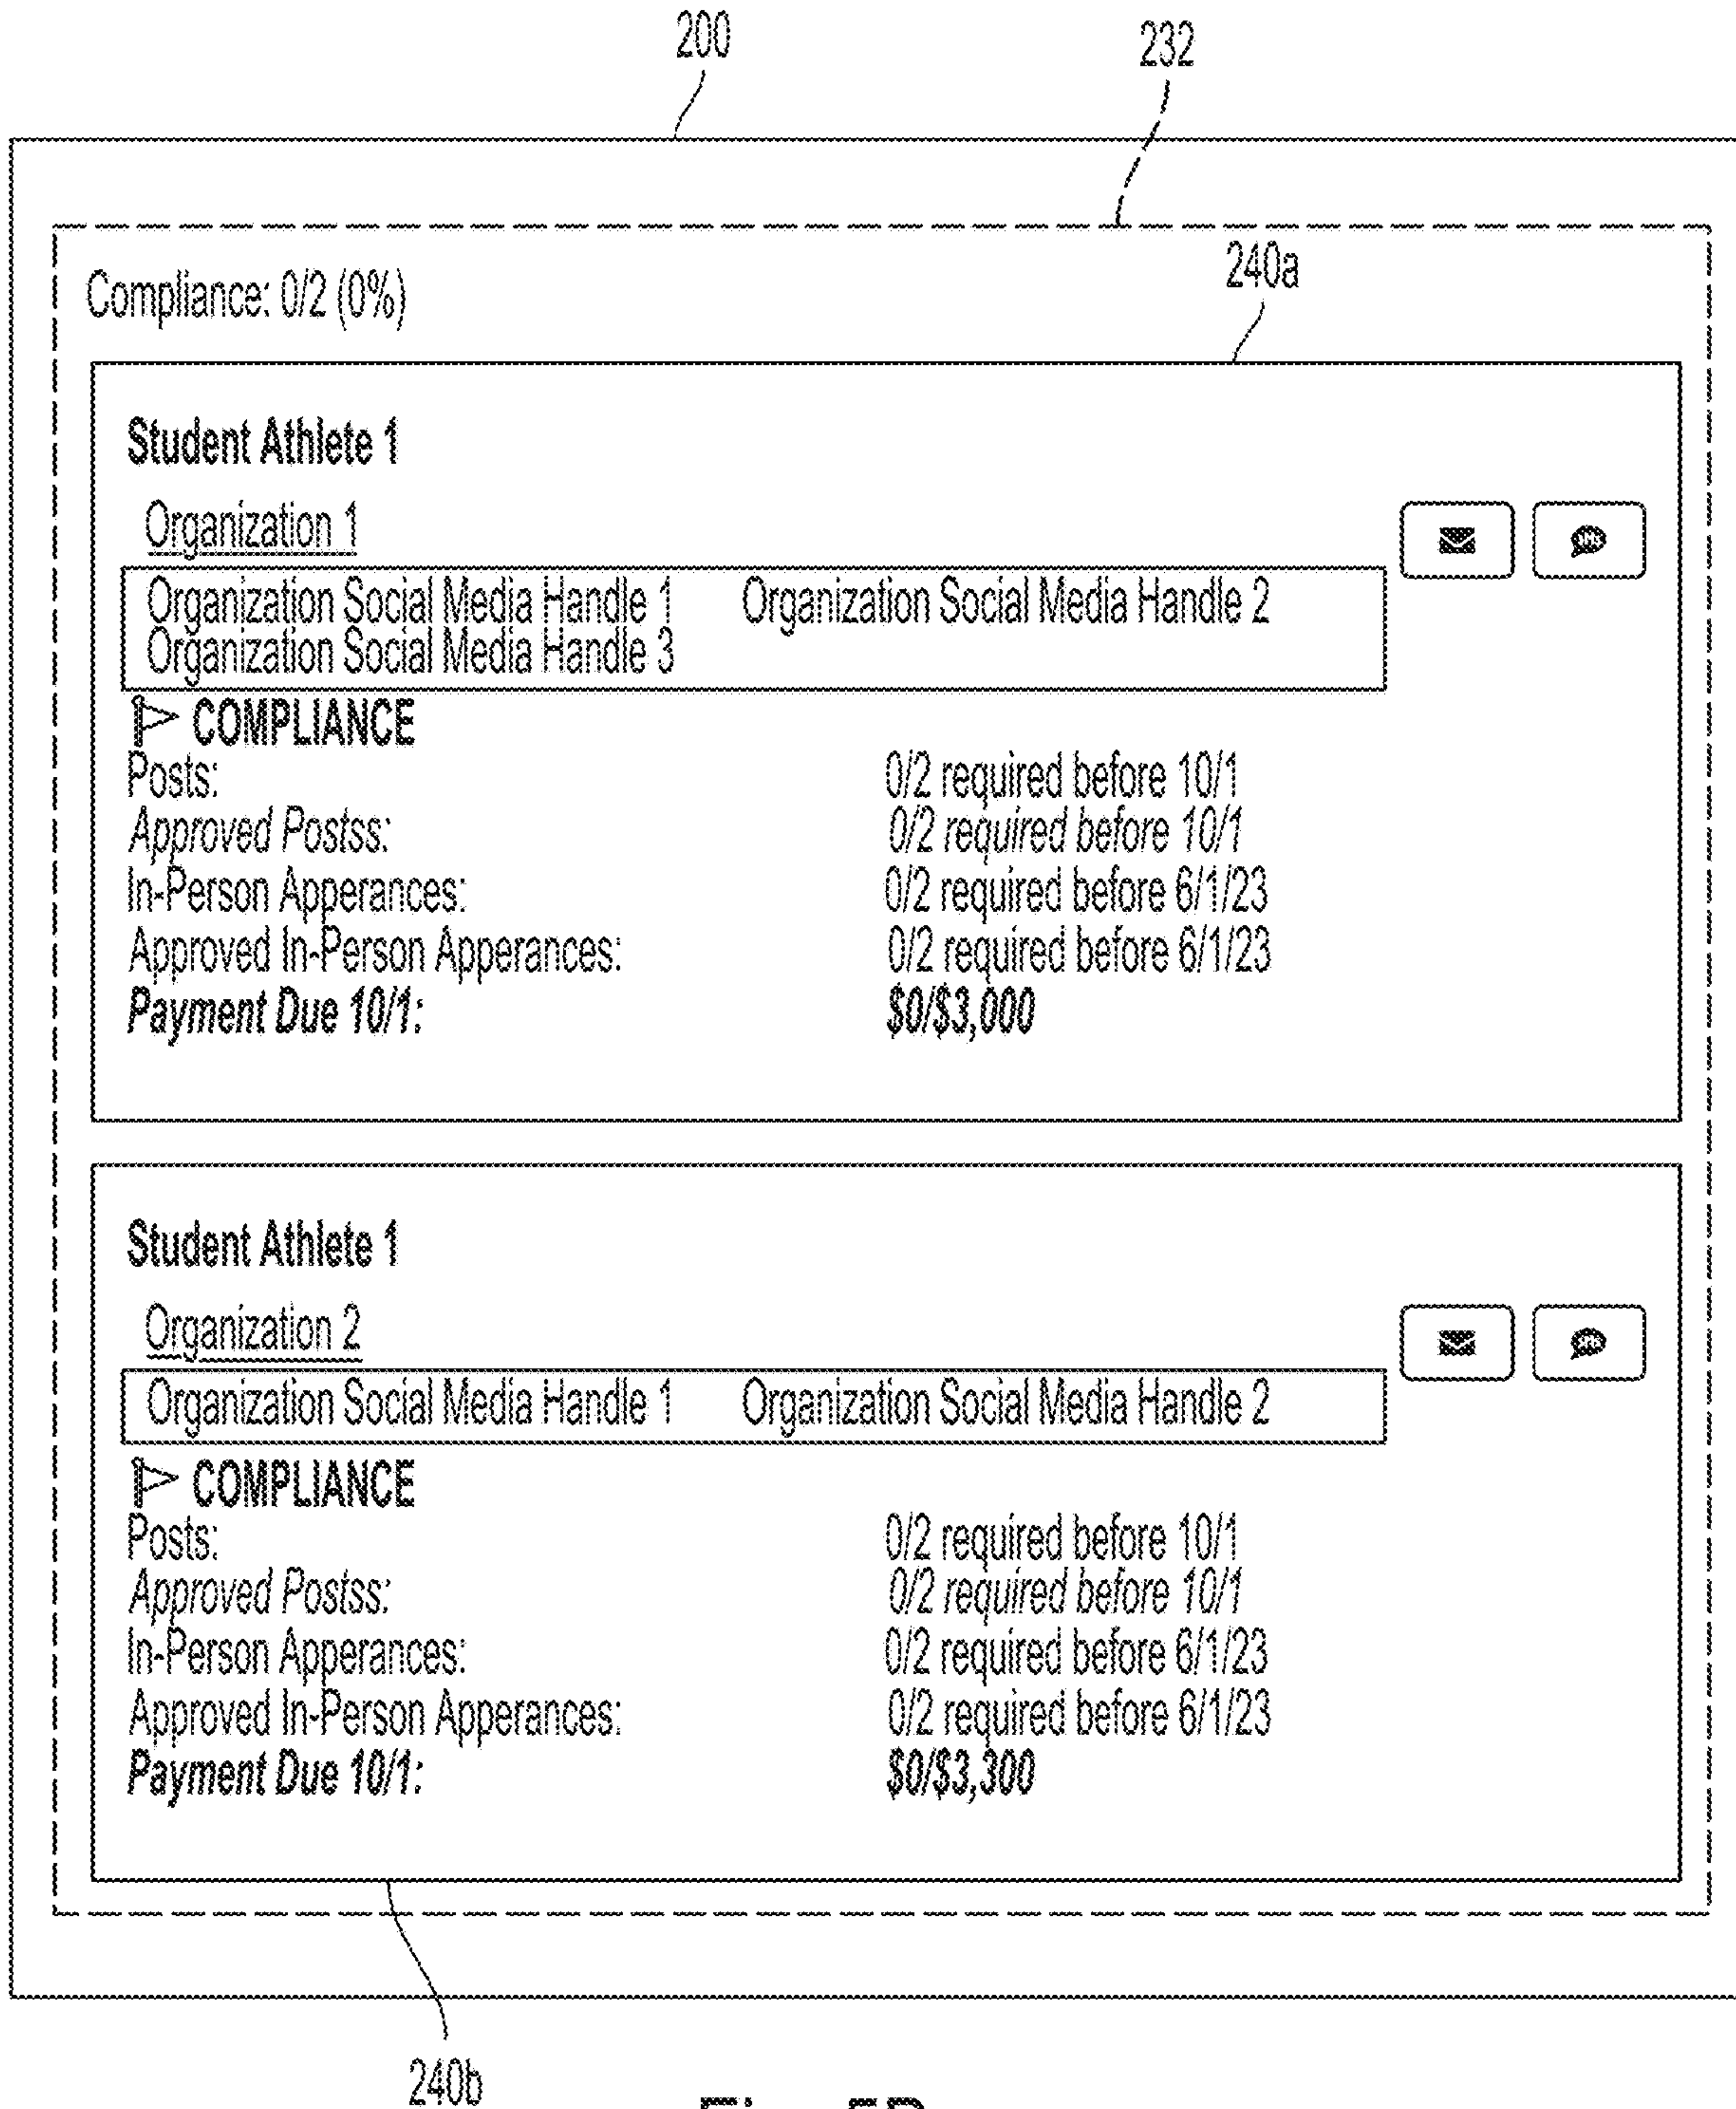 200
232
240a
Compliance: 0/2 (0%)
Student Athlete 1
Organization 1
Organization Social Media Handle 1 Organization Social Media Handle 2
Organization Social Media Handle 3
COMPLIANCE
Posts: 0/2 required before 10/1
Approved Postss: 0/2 required before 10/1
In-Person Apperances: 0/2 required before 6/1/23
Approved In-Person Apperances: 0/2 required before 6/1/23
Payment Due 10/1: $0/$3,000
Student Athlete 1
Organization 2
Organization Social Media Handle 1 Organization Social Media Handle 2
COMPLIANCE
Posts: 0/2 required before 10/1
Approved Postss: 0/2 required before 10/1
In-Person Apperances: 0/2 required before 6/1/23
Approved In-Person Apperances: 0/2 required before 6/1/23
Payment Due 10/1: $0/$3,300
240b